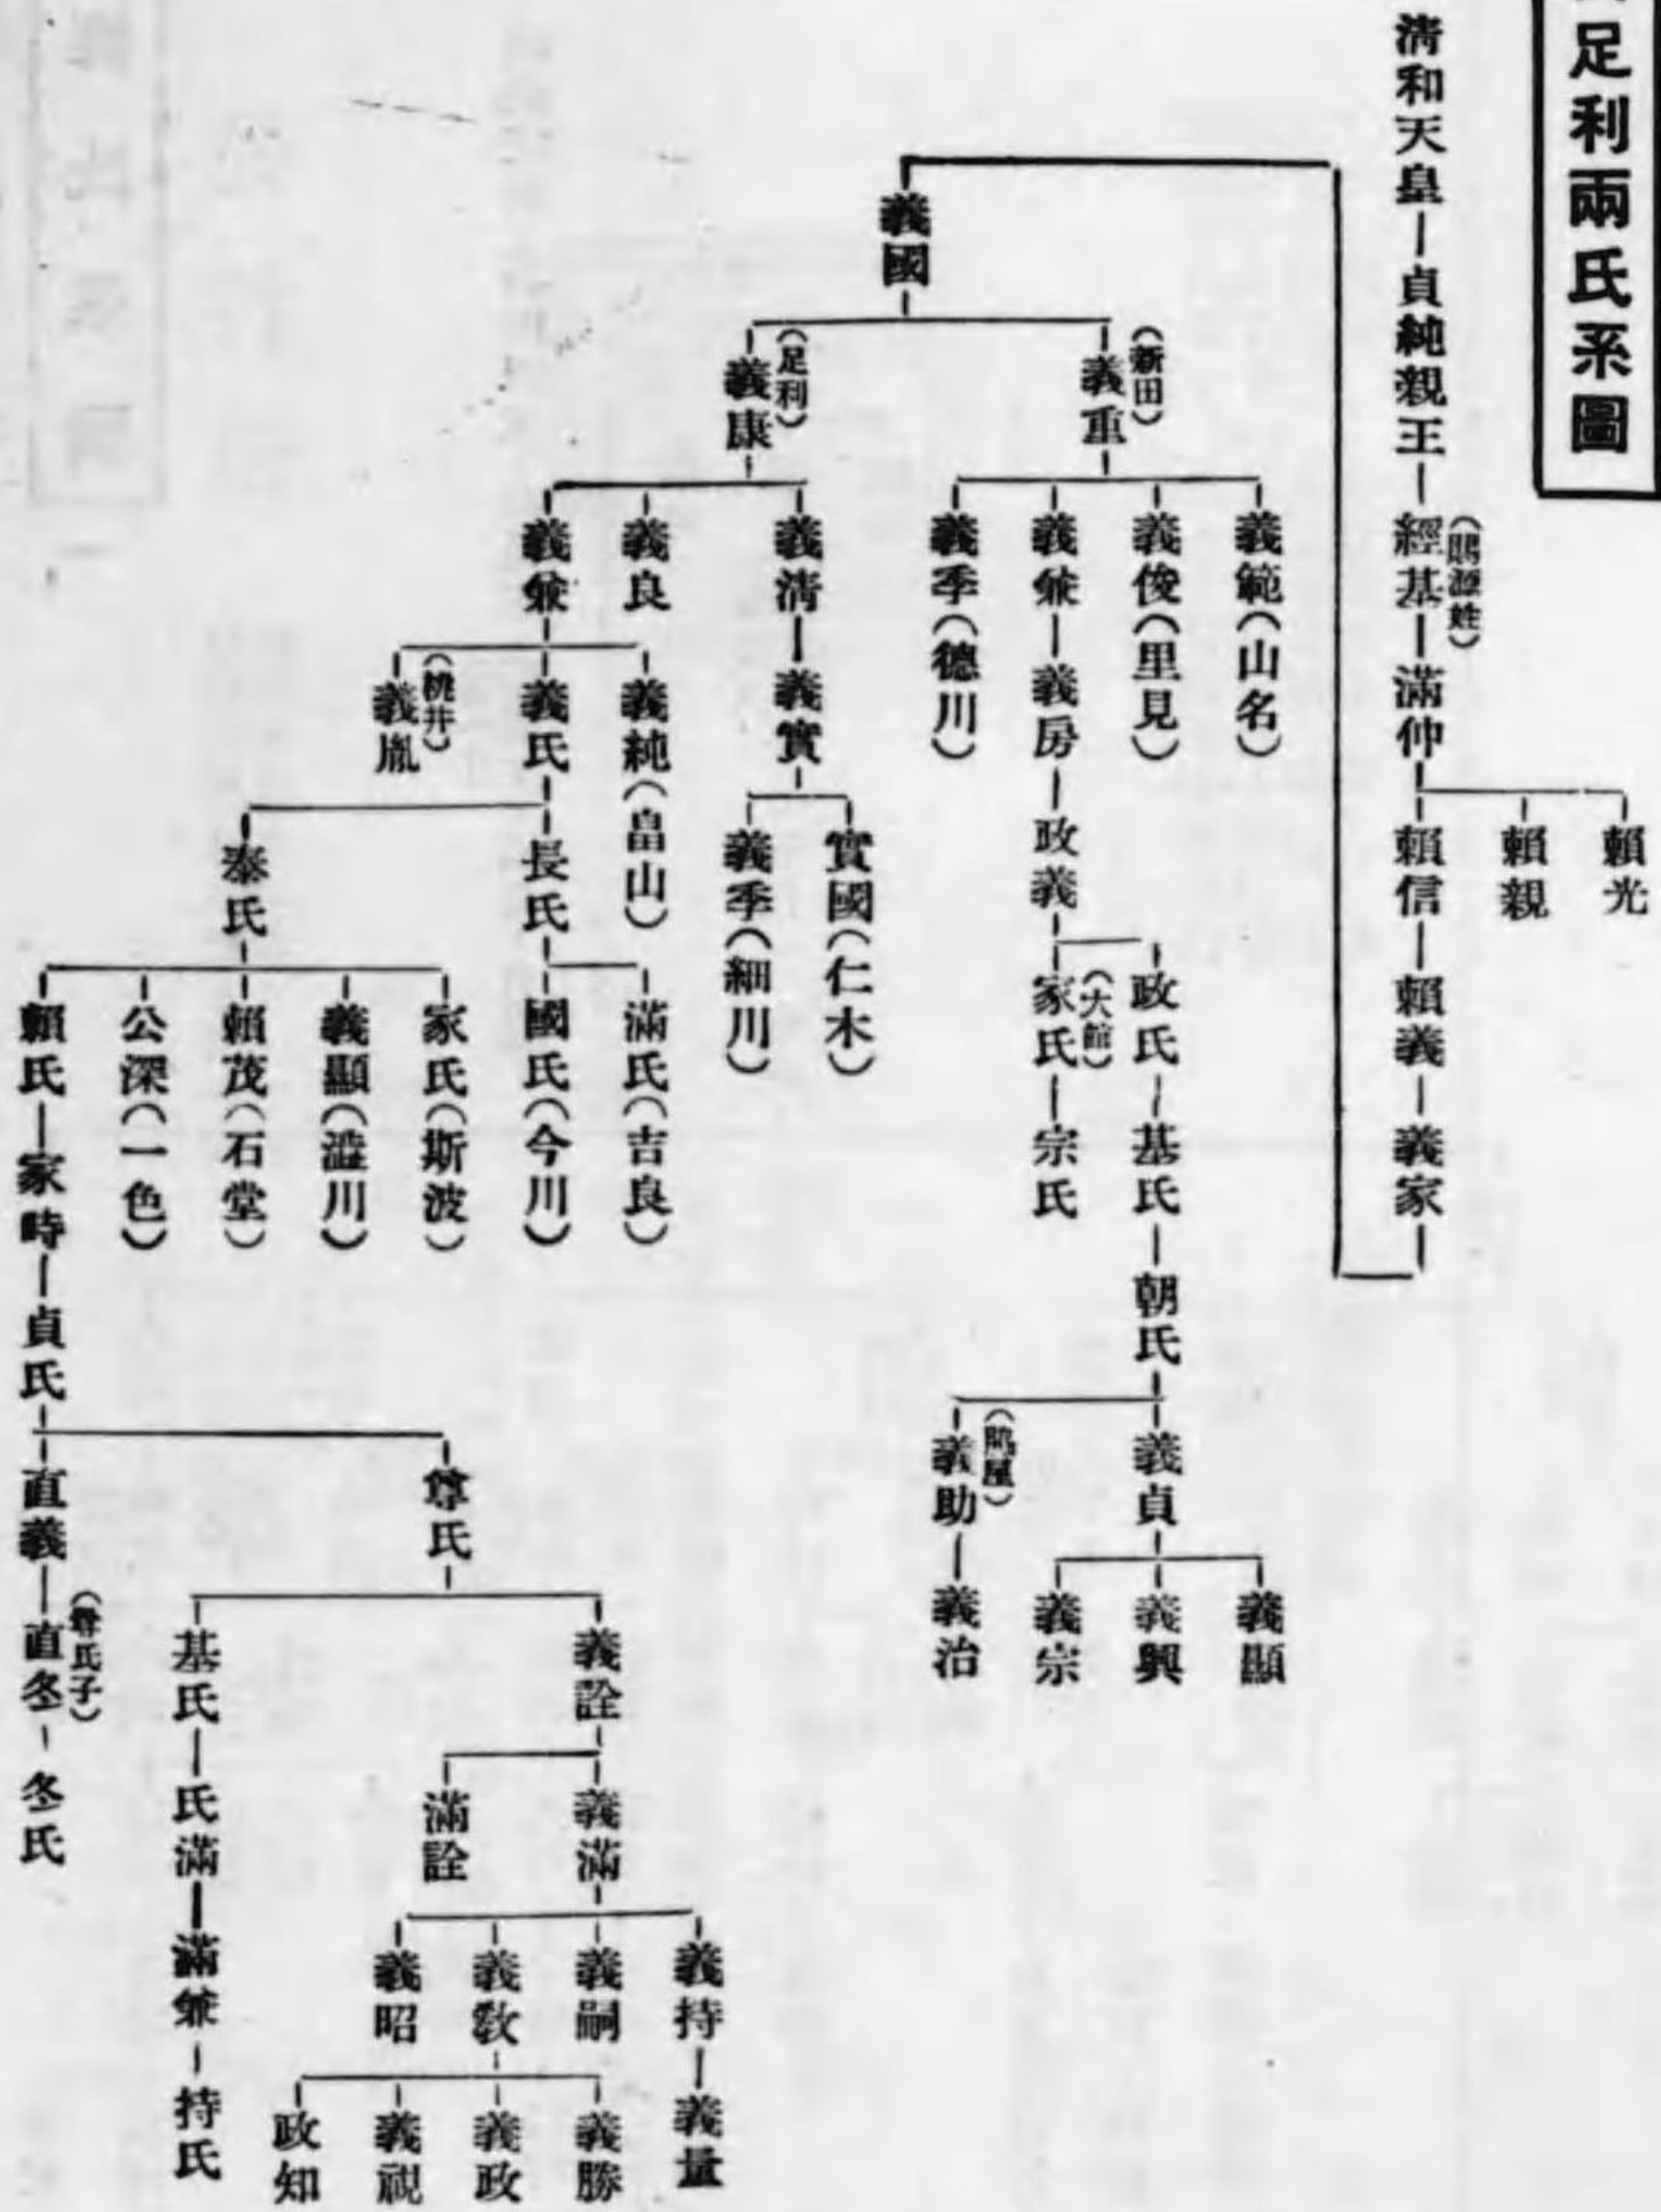 足利兩氏系圖
淸和天皇―貞純親王―經基―滿仲
(賜源姓)
賴光
賴親
賴信―賴義―義家
義國
(新田)
義重
(足利)
義康
義範(山名)
義俊(里見)
義兼―義房―政義
義季(德川)
政氏―基氏―朝氏
(大館)
家氏―宗氏
義貞
(脇屋)
義助―義治
義顯
義興
義宗
義淸―義實
義良
義兼
實國(仁木)
義季(細川)
義純(畠山)
義氏
(桃井)
義胤
長氏
泰氏
滿氏(吉良)
國氏(今川)
家氏(斯波)
義顯(澁川)
賴茂(石堂)
公深(一色)
賴氏―家時―貞氏
尊氏
直義―直冬―冬氏
(尊氏子)
義詮
基氏―氏滿―滿兼―持氏
義滿
滿詮
義持―義量
義嗣
義敎
義昭
義勝
義政
義視
政知